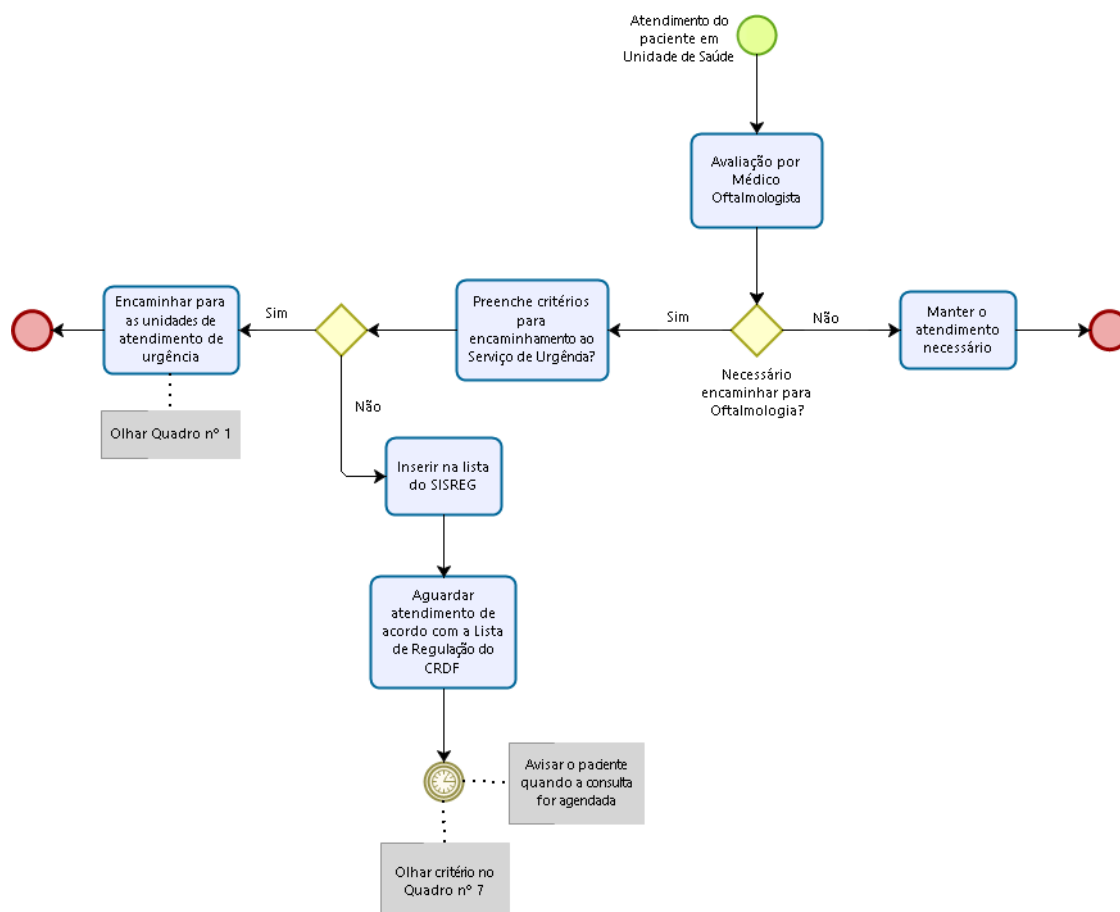 Atendimento do
paciente em
Unidade de Saúde
Avaliação por
Médico
Oftalmologista
Necessário
encaminhar para
Oftalmologia?
Não
Manter o
atendimento
necessário
Sim
Preenche critérios
para
encaminhamento ao
Serviço de Urgênda?
Sim
Encaminhar para
as unidades de
atendimento de
urgência
Olhar Quadro nº 1
Não
Inserir na lista
do SISREG
Aguardar
atendimento de
acordo com a Lista
de Regulação do
CRDF
Avisar o paciente
quando a consulta
for agendada
Olhar critério no
Quadro nº 7